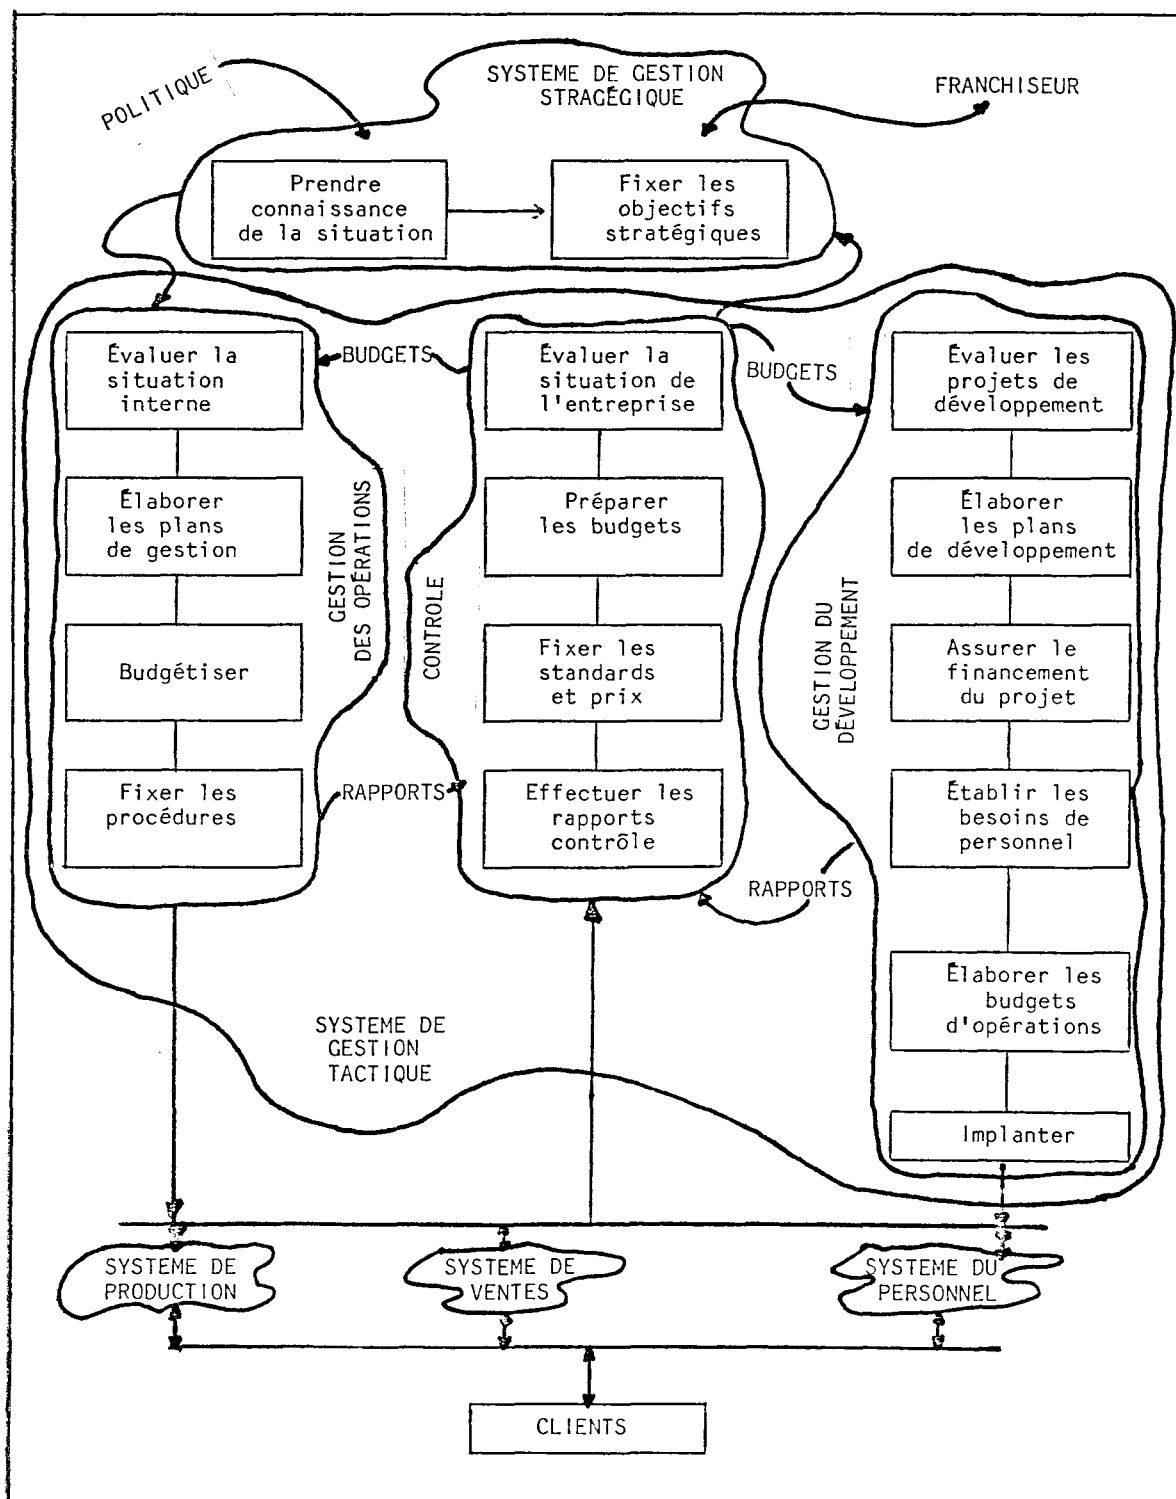 SYSTEME DE GESTION
STRAGÉGIQUE
POLITIQUE
FRANCHISEUR
Prendre
connaissance
de la situation
Fixer les
objectifs
stratégiques
Évaluer la
situation
interne
BUDGETS
Évaluer la
situation de
l'entreprise
BUDGETS
Évaluer les
projets de
développement
Élaborer
les plans
de gestion
GESTION
DES OPÉRATIONS
CONTROLE
Préparer
les budgets
Élaborer
les plans
de développement
Budgétiser
Fixer les
standards
et prix
GESTION DU
DÉVELOPPEMENT
Assurer le
financement
du projet
Fixer les
procédures
RAPPORTS
Effectuer les
rapports
contrôle
Établir les
besoins de
personnel
RAPPORTS
Élaborer les
budgets
d'opérations
SYSTEME DE
GESTION
TACTIQUE
Implanter
SYSTEME DE
PRODUCTION
SYSTEME DE
VENTES
SYSTEME DU
PERSONNEL
CLIENTS